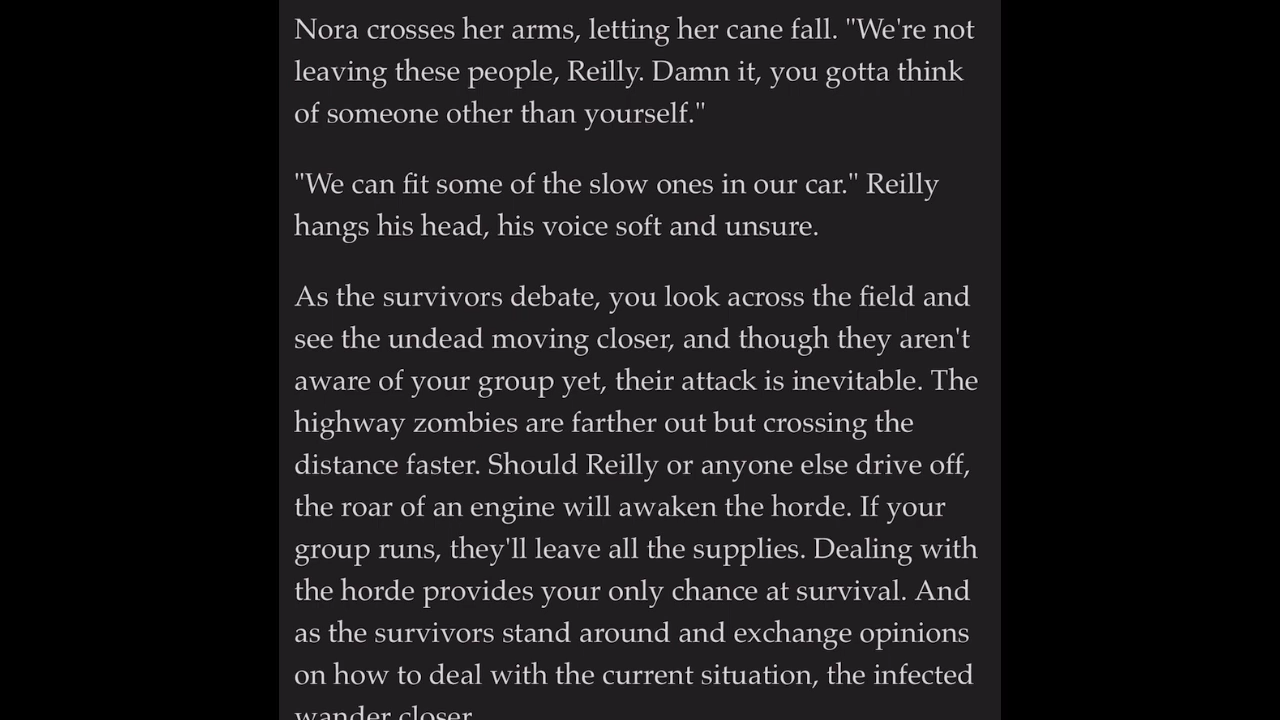 Nora crosses her arms, letting her cane fall. "We're not
leaving these people, Reilly. Damn it, you gotta think
of someone other than yourself."
"We can fit some of the slow ones in our car." Reilly
hangs his head, his voice soft and unsure.
As the survivors debate, you look across the field and
see the undead moving closer, and though they aren't
aware of your group yet, their attack is inevitable. The
highway zombies are farther out but crossing the
distance faster. Should Reilly or anyone else drive off,
the roar of an engine will awaken the horde. If your
group runs, they'll leave all the supplies. Dealing with
the horde provides your only chance at survival. And
as the survivors stand around and exchange opinions
on how to deal with the current situation, the infected
wander closer.